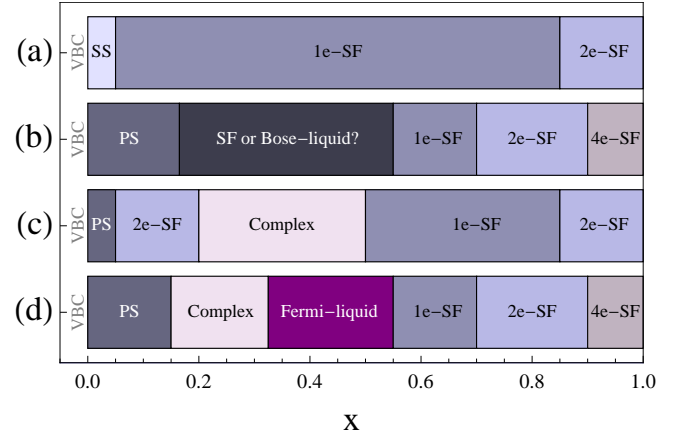 (a) VBC SS 1e-SF 2e-SF
(b) VBC PS SF or Bose-liquid? 1e-SF 2e-SF 4e-SF
(c) VBC PS 2e-SF Complex 1e-SF 2e-SF
(d) VBC PS Complex Fermi-liquid 1e-SF 2e-SF 4e-SF
0.0 0.2 0.4 0.6 0.8 1.0
x